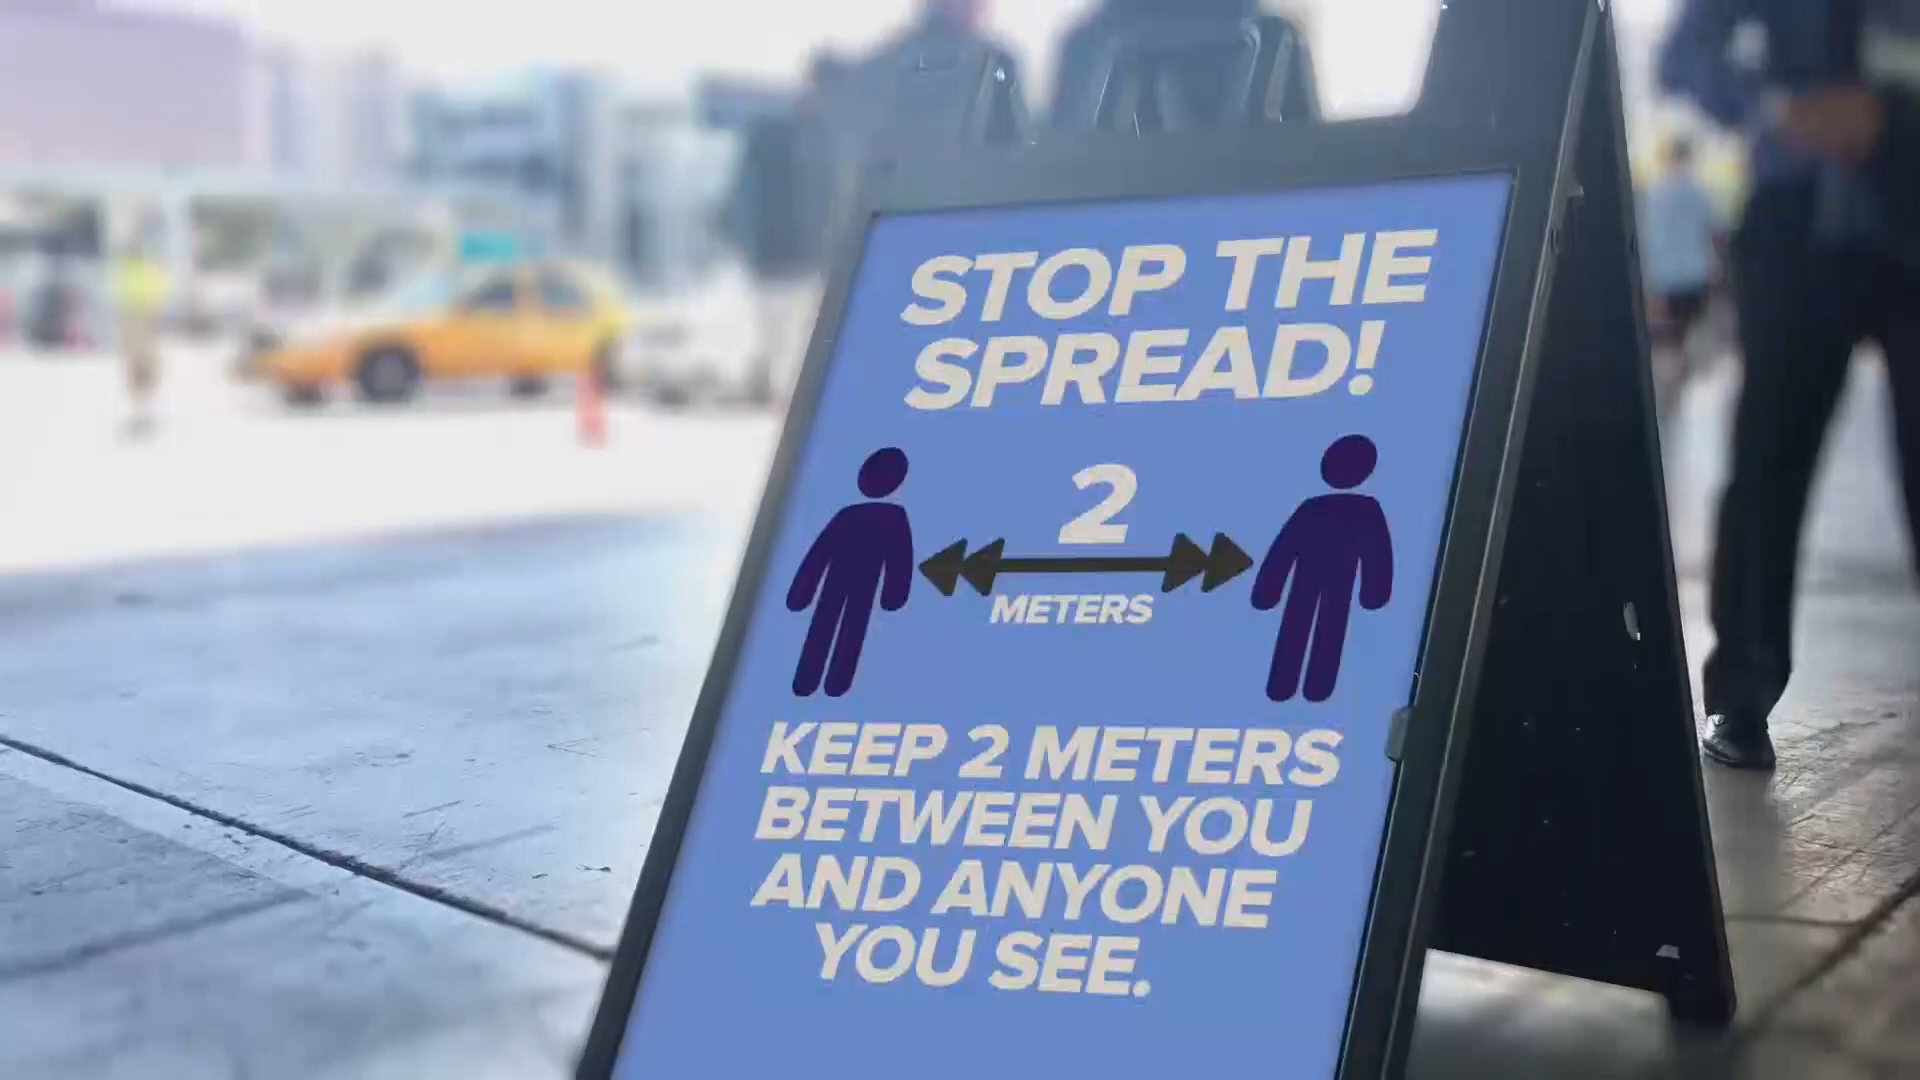 STOP THE
SPREAD!
2
METERS
KEEP 2 METERS
BETWEEN YOU
AND ANYONE
YOU SEE.